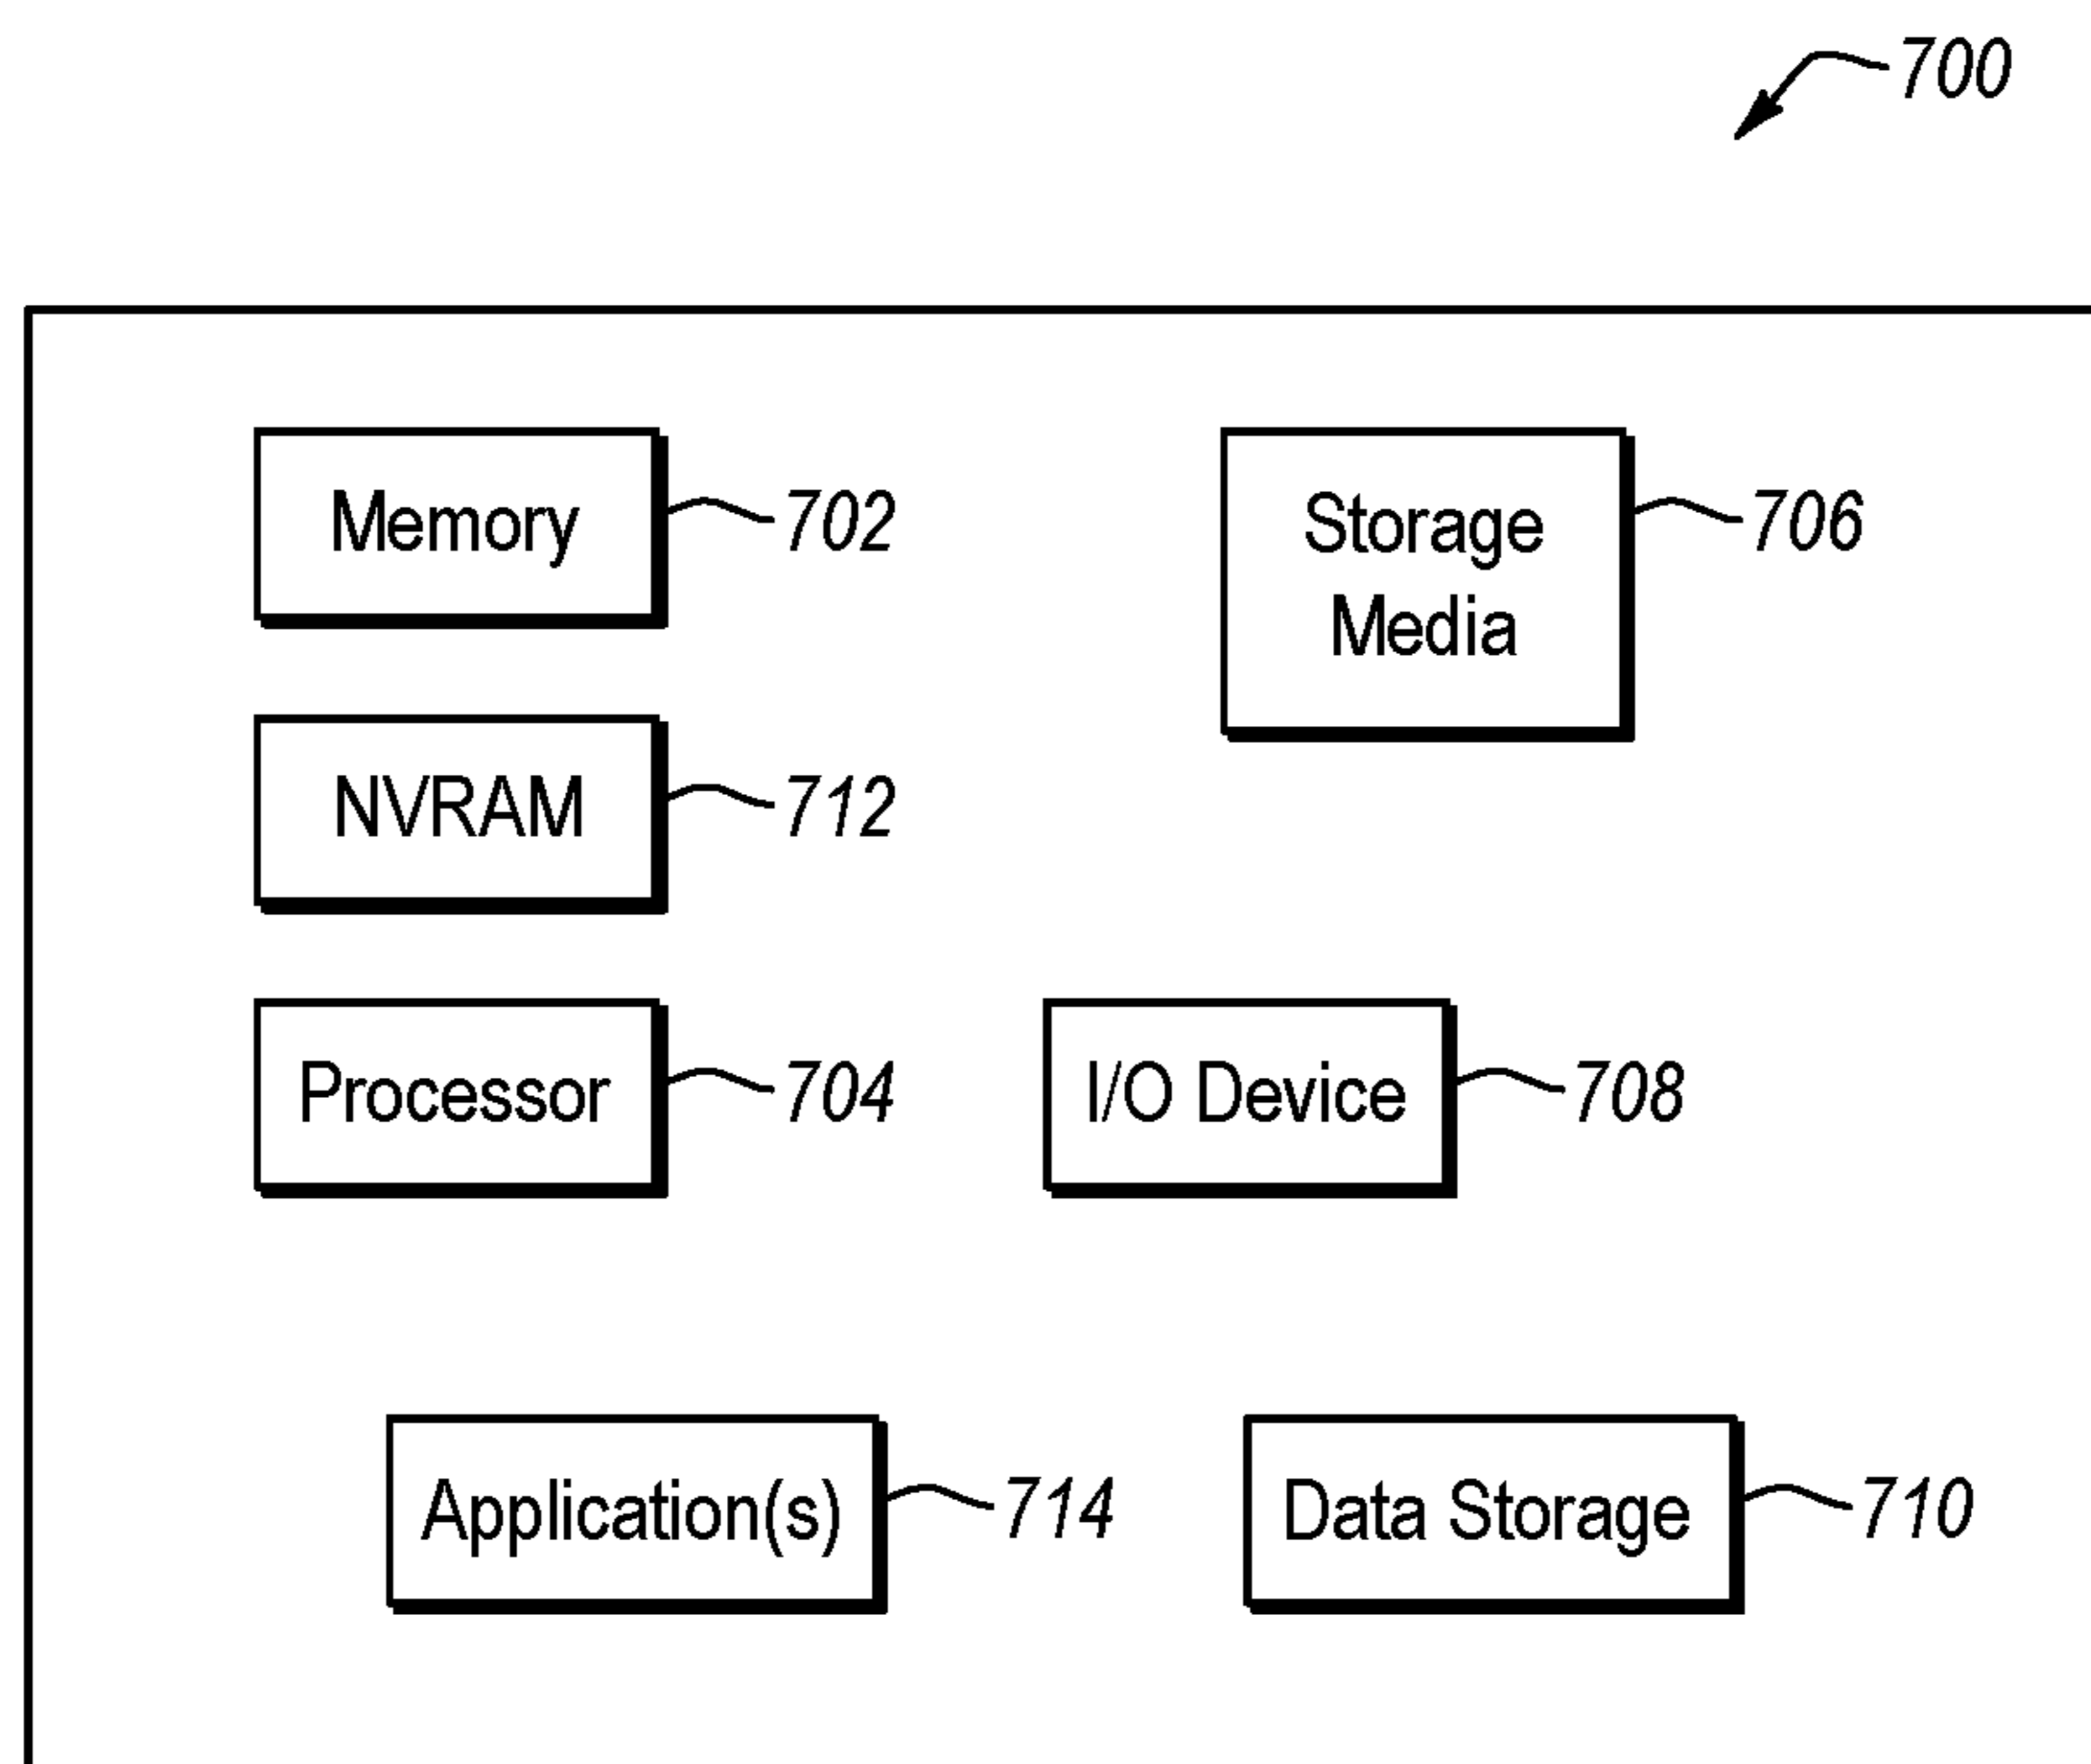 700
Memory
702
Storage
Media
706
NVRAM
712
Processor
704
I/O Device
708
Application(s)
714
Data Storage
710